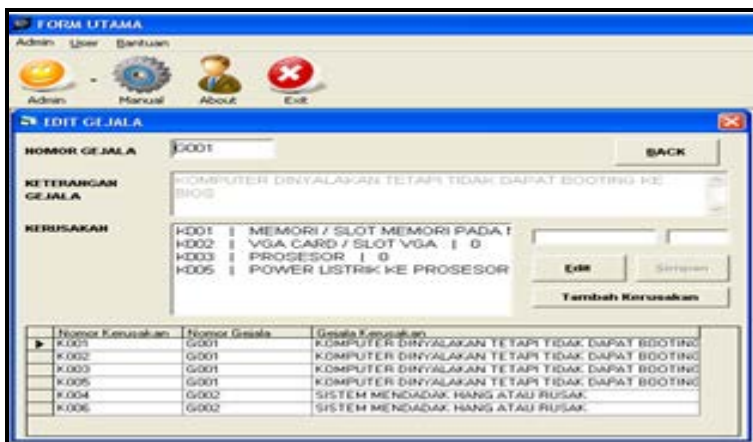 FORM UTAMA
Admin User Bantuan
Admin Manual About Exit
EDIT GEJALA
NOMOR GEJALA G001 BACK
KETERANGAN GEJALA
KOMPUTER DINYALAKAN TETAPI TIDAK DAPAT BOOTING KE
BIOS
KERUSAKAN
K001 | MEMORI / SLOT MEMORI PADA
K002 | VGA CARD / SLOT VGA | 0
K003 | PROSESOR | 0
K005 | POWER LISTRIK KE PROSESOR
Edit Simpan
Tambah Kerusakan
Nomor Kerusakan Nomor Gejala Gejala Kerusakan
K001 G001 KOMPUTER DINYALAKAN TETAPI TIDAK DAPAT BOOTING
K002 G001 KOMPUTER DINYALAKAN TETAPI TIDAK DAPAT BOOTING
K003 G001 KOMPUTER DINYALAKAN TETAPI TIDAK DAPAT BOOTING
K005 G001 KOMPUTER DINYALAKAN TETAPI TIDAK DAPAT BOOTING
K004 G002 SISTEM MENDADAK HANG ATAU RUSAK
K006 G002 SISTEM MENDADAK HANG ATAU RUSAK